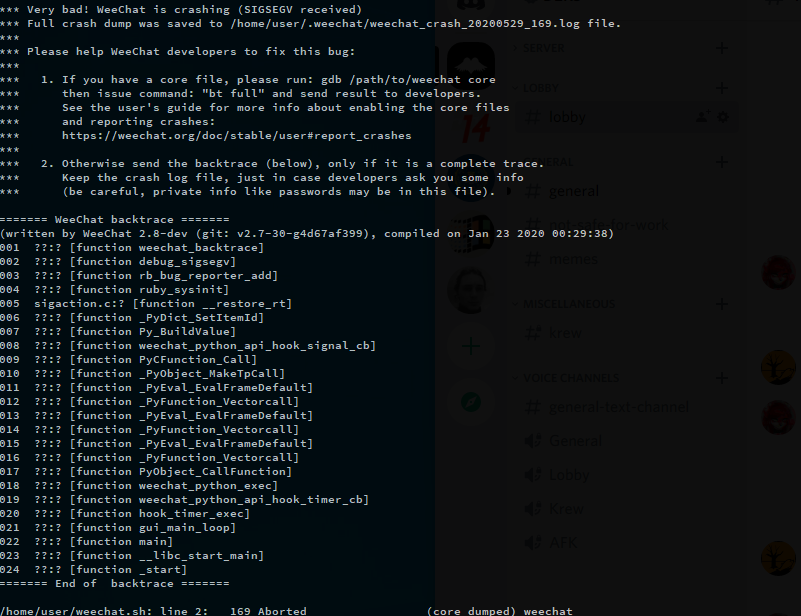 *** Very bad! WeeChat is crashing (SIGSEGV received)
*** Full crash dump was saved to /home/user/.weechat/weechat_crash_20200529_169.log file.
***
*** Please help WeeChat developers to fix this bug:
***
***   1. If you have a core file, please run: gdb /path/to/weechat core
***      then issue command: "bt full" and send result to developers.
***      See the user's guide for more info about enabling the core files
***      and reporting crashes:
***      https://weechat.org/doc/stable/user#report_crashes
***
***   2. Otherwise send the backtrace (below), only if it is a complete trace.
***      Keep the crash log file, just in case developers ask you some info
***      (be careful, private info like passwords may be in this file).
======= WeeChat backtrace =======
(written by WeeChat 2.8-dev (git: v2.7-30-g4d67af399), compiled on Jan 23 2020 00:29:38)
001  ??:? [function weechat_backtrace]
002  ??:? [function debug_sigsegv]
003  ??:? [function rb_bug_reporter_add]
004  ??:? [function ruby_sysinit]
005  sigaction.c:? [function __restore_rt]
006  ??:? [function _PyDict_SetItemId]
007  ??:? [function Py_BuildValue]
008  ??:? [function weechat_python_api_hook_signal_cb]
009  ??:? [function PyCFunction_Call]
010  ??:? [function _PyObject_MakeTpCall]
011  ??:? [function _PyEval_EvalFrameDefault]
012  ??:? [function _PyFunction_Vectorcall]
013  ??:? [function _PyEval_EvalFrameDefault]
014  ??:? [function _PyFunction_Vectorcall]
015  ??:? [function _PyEval_EvalFrameDefault]
016  ??:? [function _PyFunction_Vectorcall]
017  ??:? [function PyObject_CallFunction]
018  ??:? [function weechat_python_exec]
019  ??:? [function weechat_python_api_hook_timer_cb]
020  ??:? [function hook_timer_exec]
021  ??:? [function gui_main_loop]
022  ??:? [function main]
023  ??:? [function __libc_start_main]
024  ??:? [function _start]
======= End of  backtrace =======
/home/user/weechat.sh: line 2:   169 Aborted                 (core dumped) weechat
14
SERVER
LOBBY
# lobby
# general
# memes
MISCELLANEOUS
# krew
VOICE CHANNELS
# general-text-channel
General
Lobby
Krew
AFK